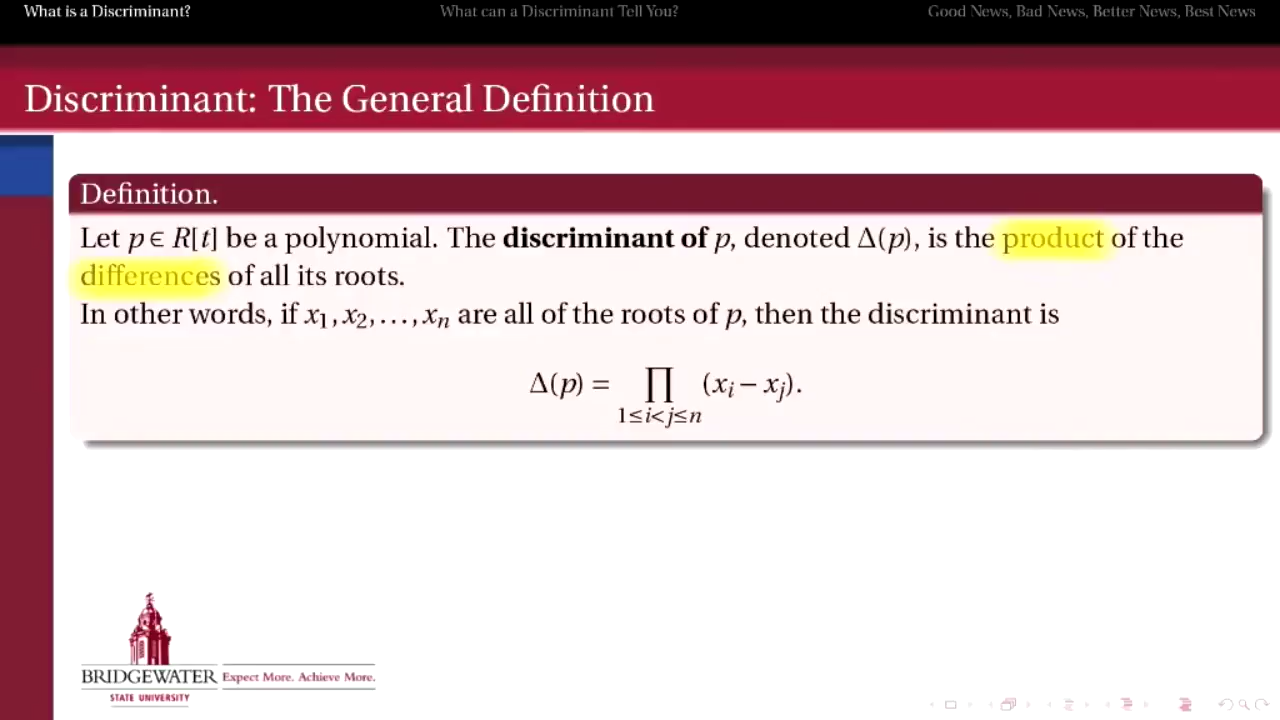 What is a Discriminant? What can a Discriminant Tell You? Good News, Bad News, Better News, Best News
Discriminant: The General Definition
Definition.
Let p ∈ R[t] be a polynomial. The discriminant of p, denoted Δ(p), is the product of the
differences of all its roots.
In other words, if x₁, x₂, …, xₙ are all of the roots of p, then the discriminant is
Δ(p) = ∏ (xᵢ − xⱼ).
1≤i<j≤n
BRIDGEWATER Expect More. Achieve More.
STATE UNIVERSITY